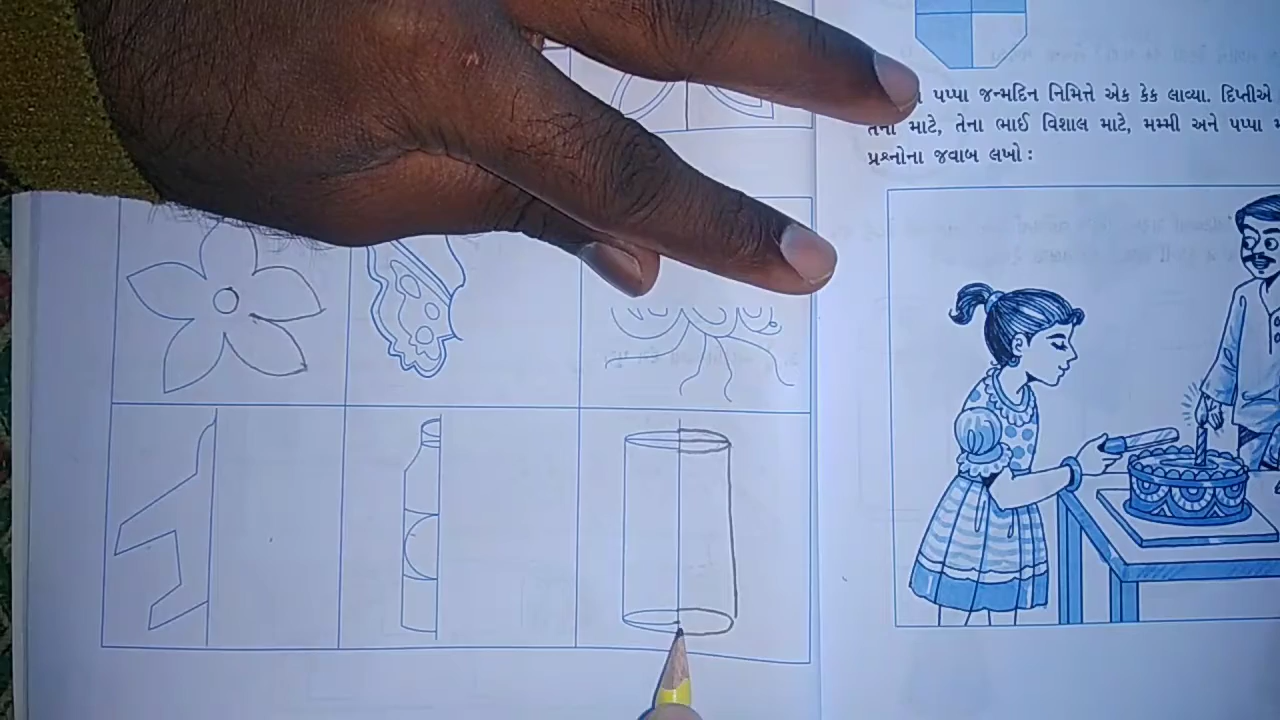 પપ્પા જન્મદિન નિમિત્તે એક કેક લાવ્યા. દિપ્તીએ
તેના માટે, તેના ભાઈ વિશાલ માટે, મમ્મી અને પપ્પા
પ્રશ્નોના જવાબ લખો :